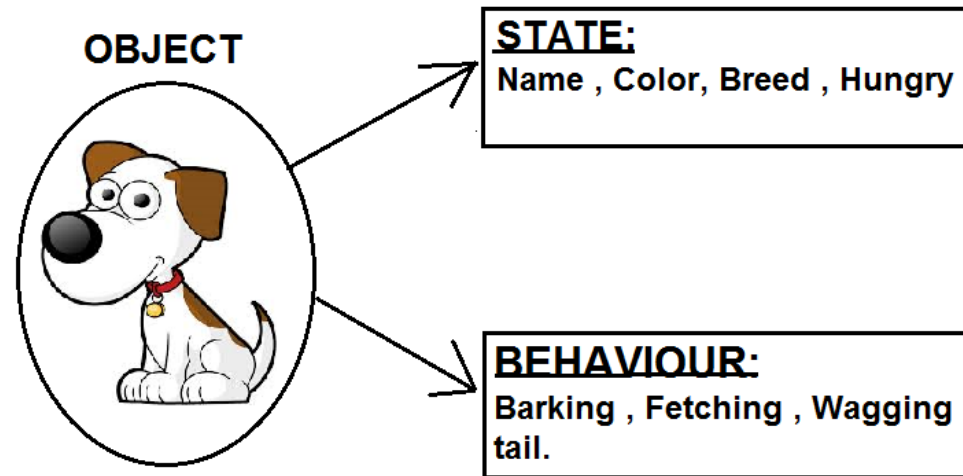 OBJECT
STATE:
Name , Color, Breed , Hungry
BEHAVIOUR:
Barking , Fetching , Wagging
tail.